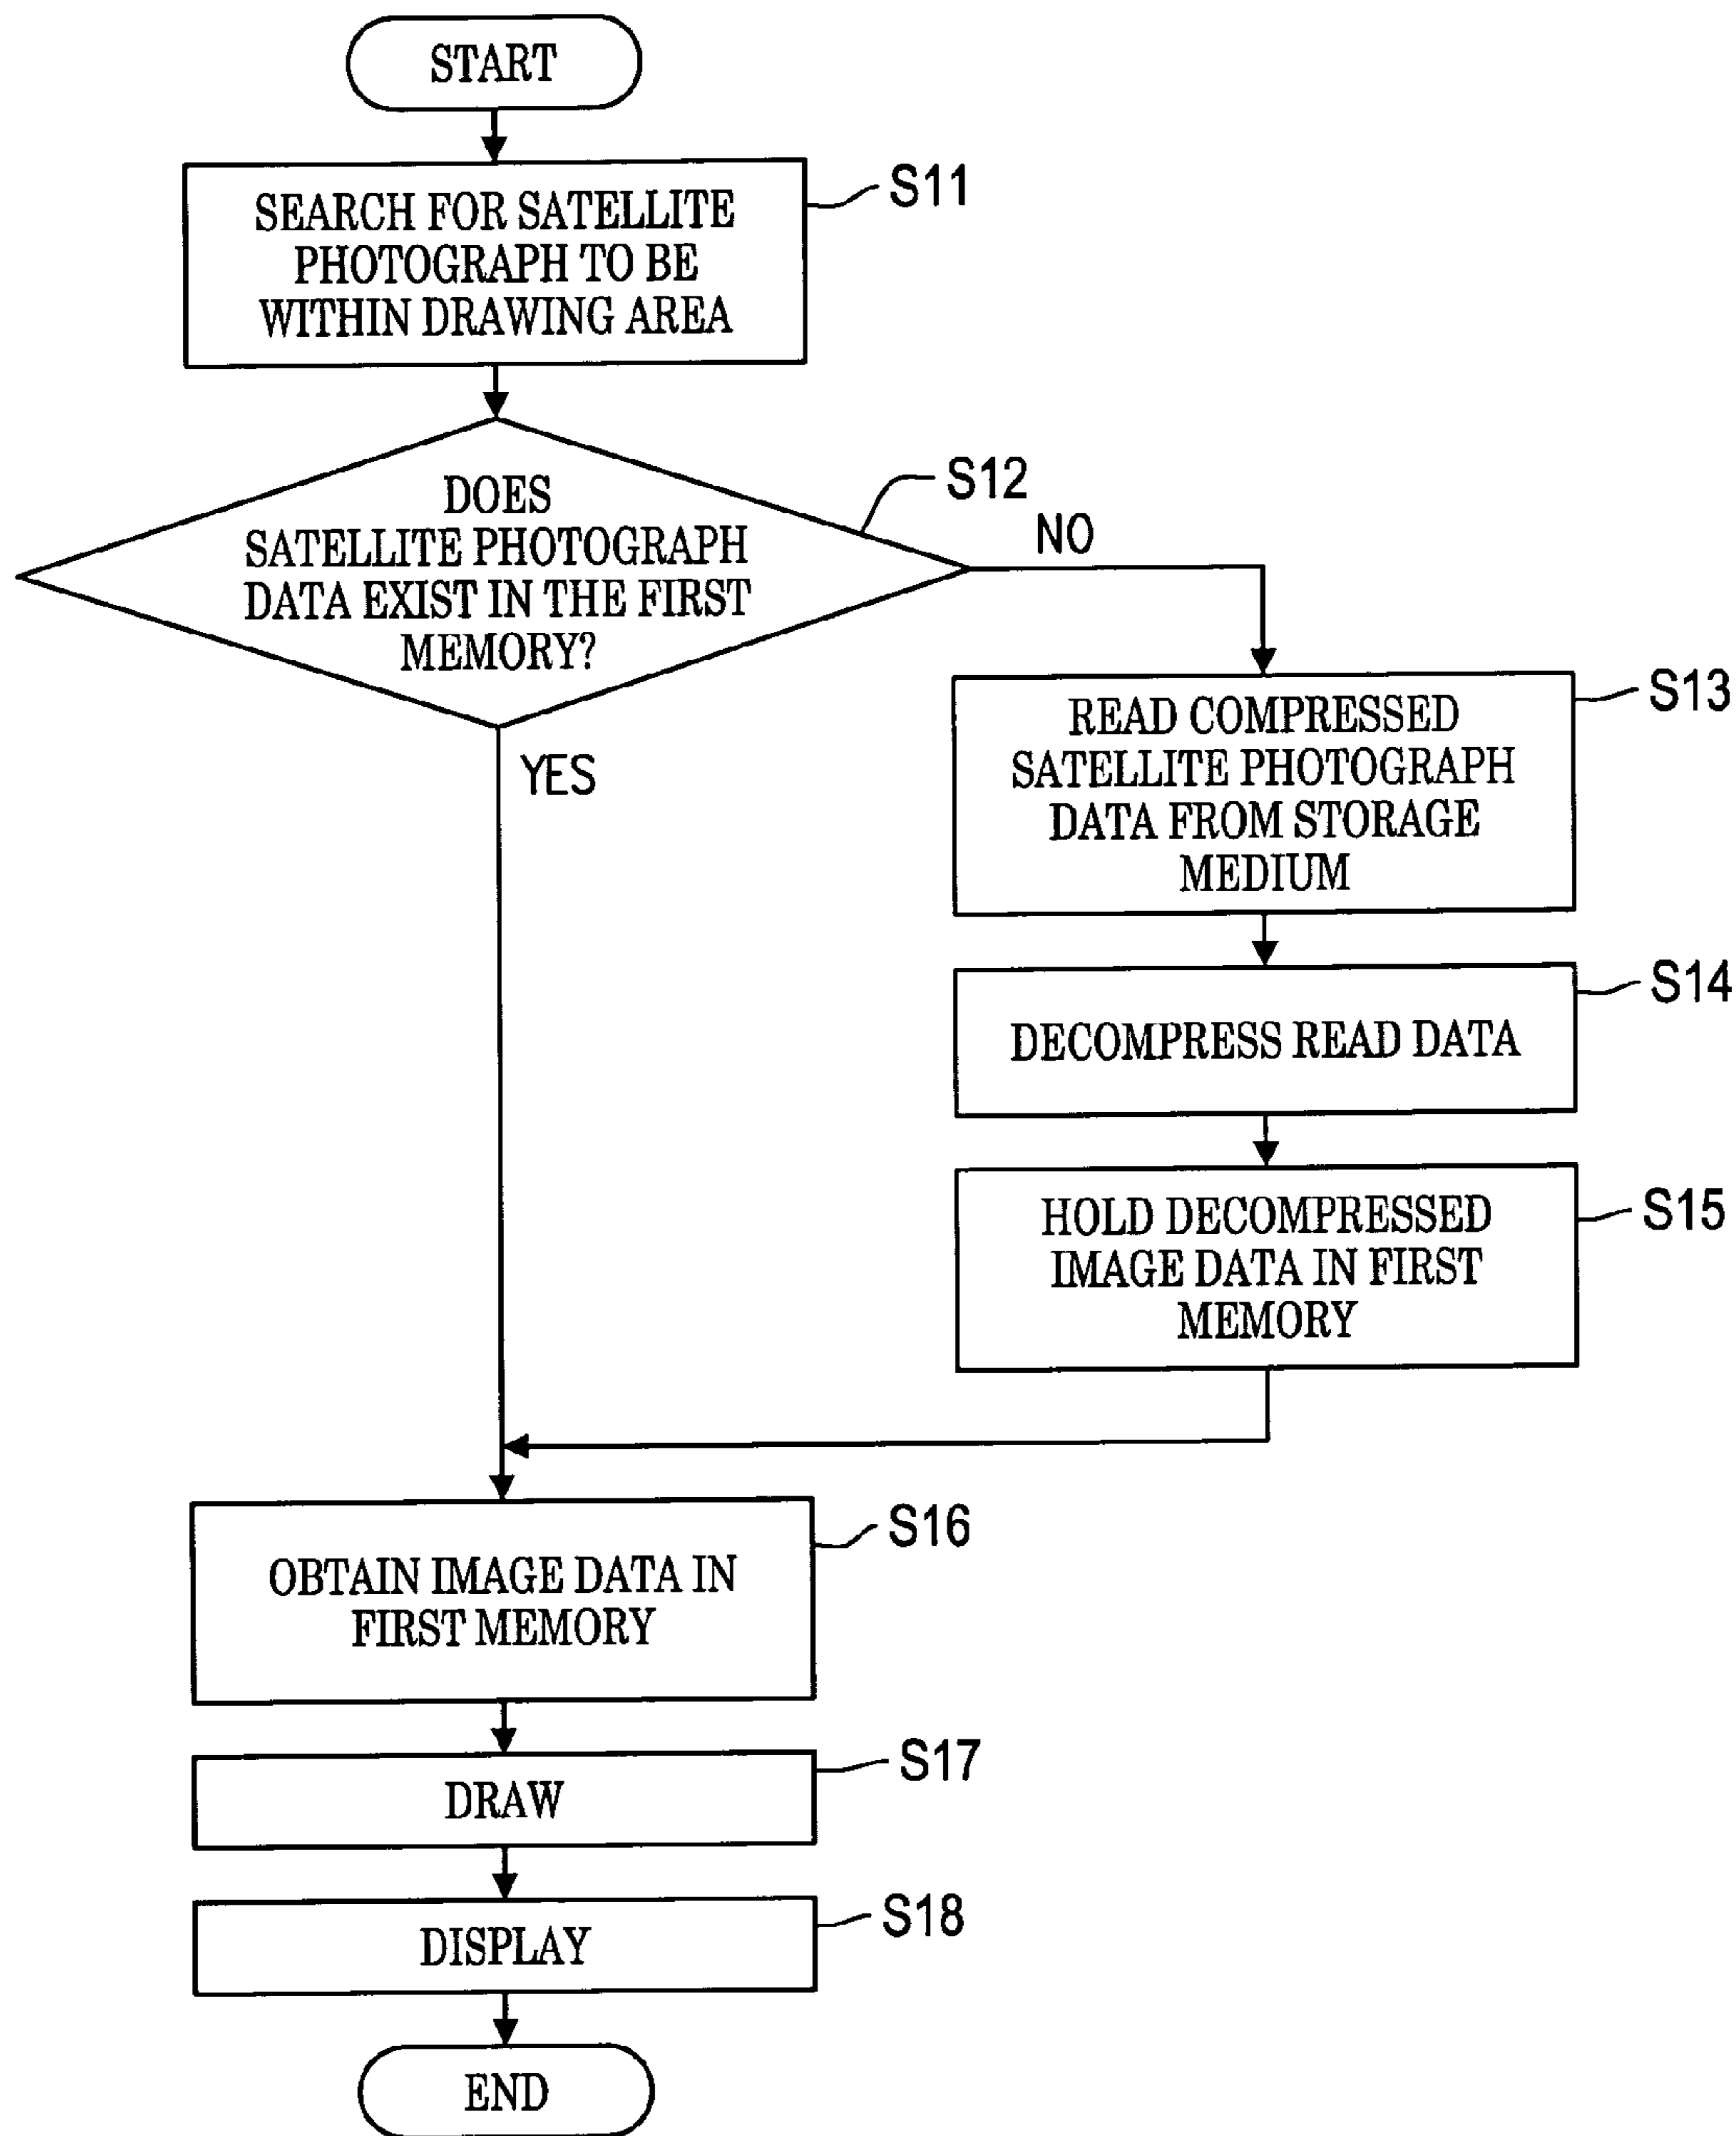 START
SEARCH FOR SATELLITE
PHOTOGRAPH TO BE
WITHIN DRAWING AREA
S11
DOES
SATELLITE PHOTOGRAPH
DATA EXIST IN THE FIRST
MEMORY?
S12
NO
YES
READ COMPRESSED
SATELLITE PHOTOGRAPH
DATA FROM STORAGE
MEDIUM
S13
DECOMPRESS READ DATA
S14
HOLD DECOMPRESSED
IMAGE DATA IN FIRST
MEMORY
S15
OBTAIN IMAGE DATA IN
FIRST MEMORY
S16
DRAW
S17
DISPLAY
S18
END